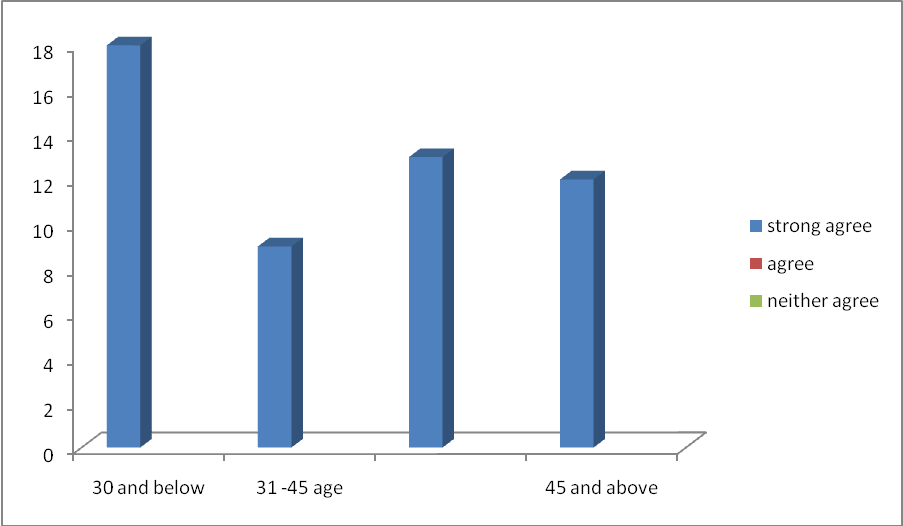 18
16
14
12
10
8
6
4
2
0
30 and below
31 -45 age
45 and above
strong agree
agree
neither agree